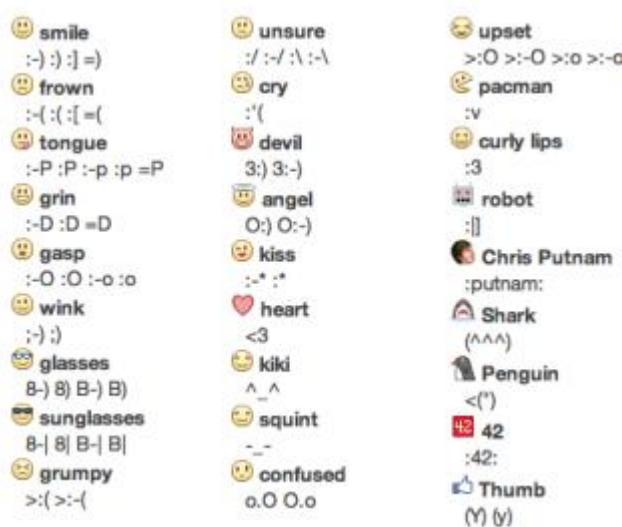 smile
:-) :) :] =)
frown
:-( :( :[ =(
tongue
:-P :P :-p :p =P
grin
:-D :D =D
gasp
:-O :O :-o :o
wink
;-) ;)
glasses
8-) 8) B-) B)
sunglasses
8-| 8| B-| B|
grumpy
>:( >:-(
unsure
:/ :-/ :\ :-\
cry
:'(
devil
3:) 3:-)
angel
O:) O:-)
kiss
:-* :*
heart
<3
kiki
^_^
squint
-_-
confused
o.O O.o
upset
>:O >:-O >:o >:-o
pacman
:v
curly lips
:3
robot
:|]
Chris Putnam
:putnam:
Shark
(^^^)
Penguin
<(")
42
42
:42:
Thumb
(Y) (y)